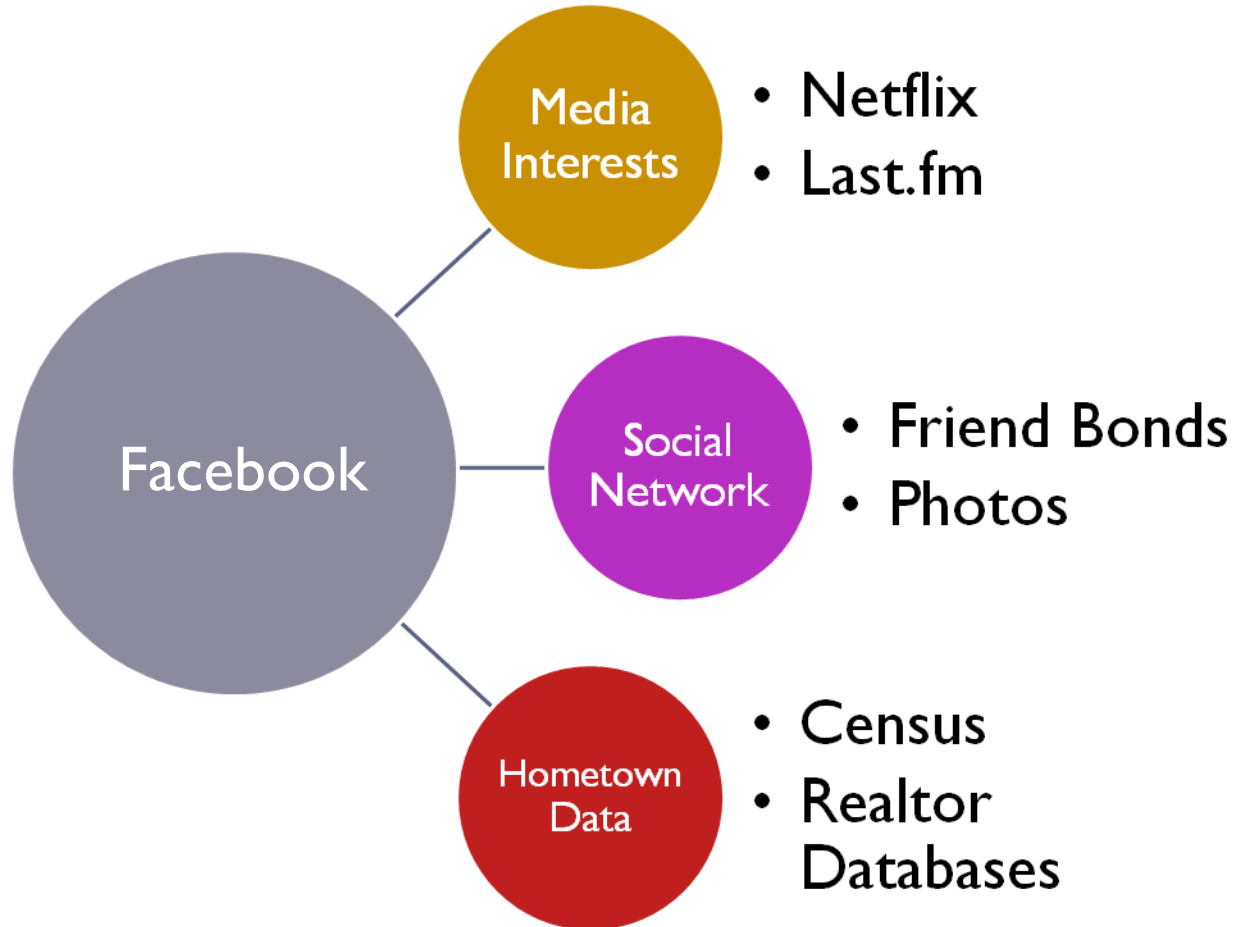 Facebook
Media
Interests
• Netflix
• Last.fm
Social
Network
• Friend Bonds
• Photos
Hometown
Data
• Census
• Realtor
Databases